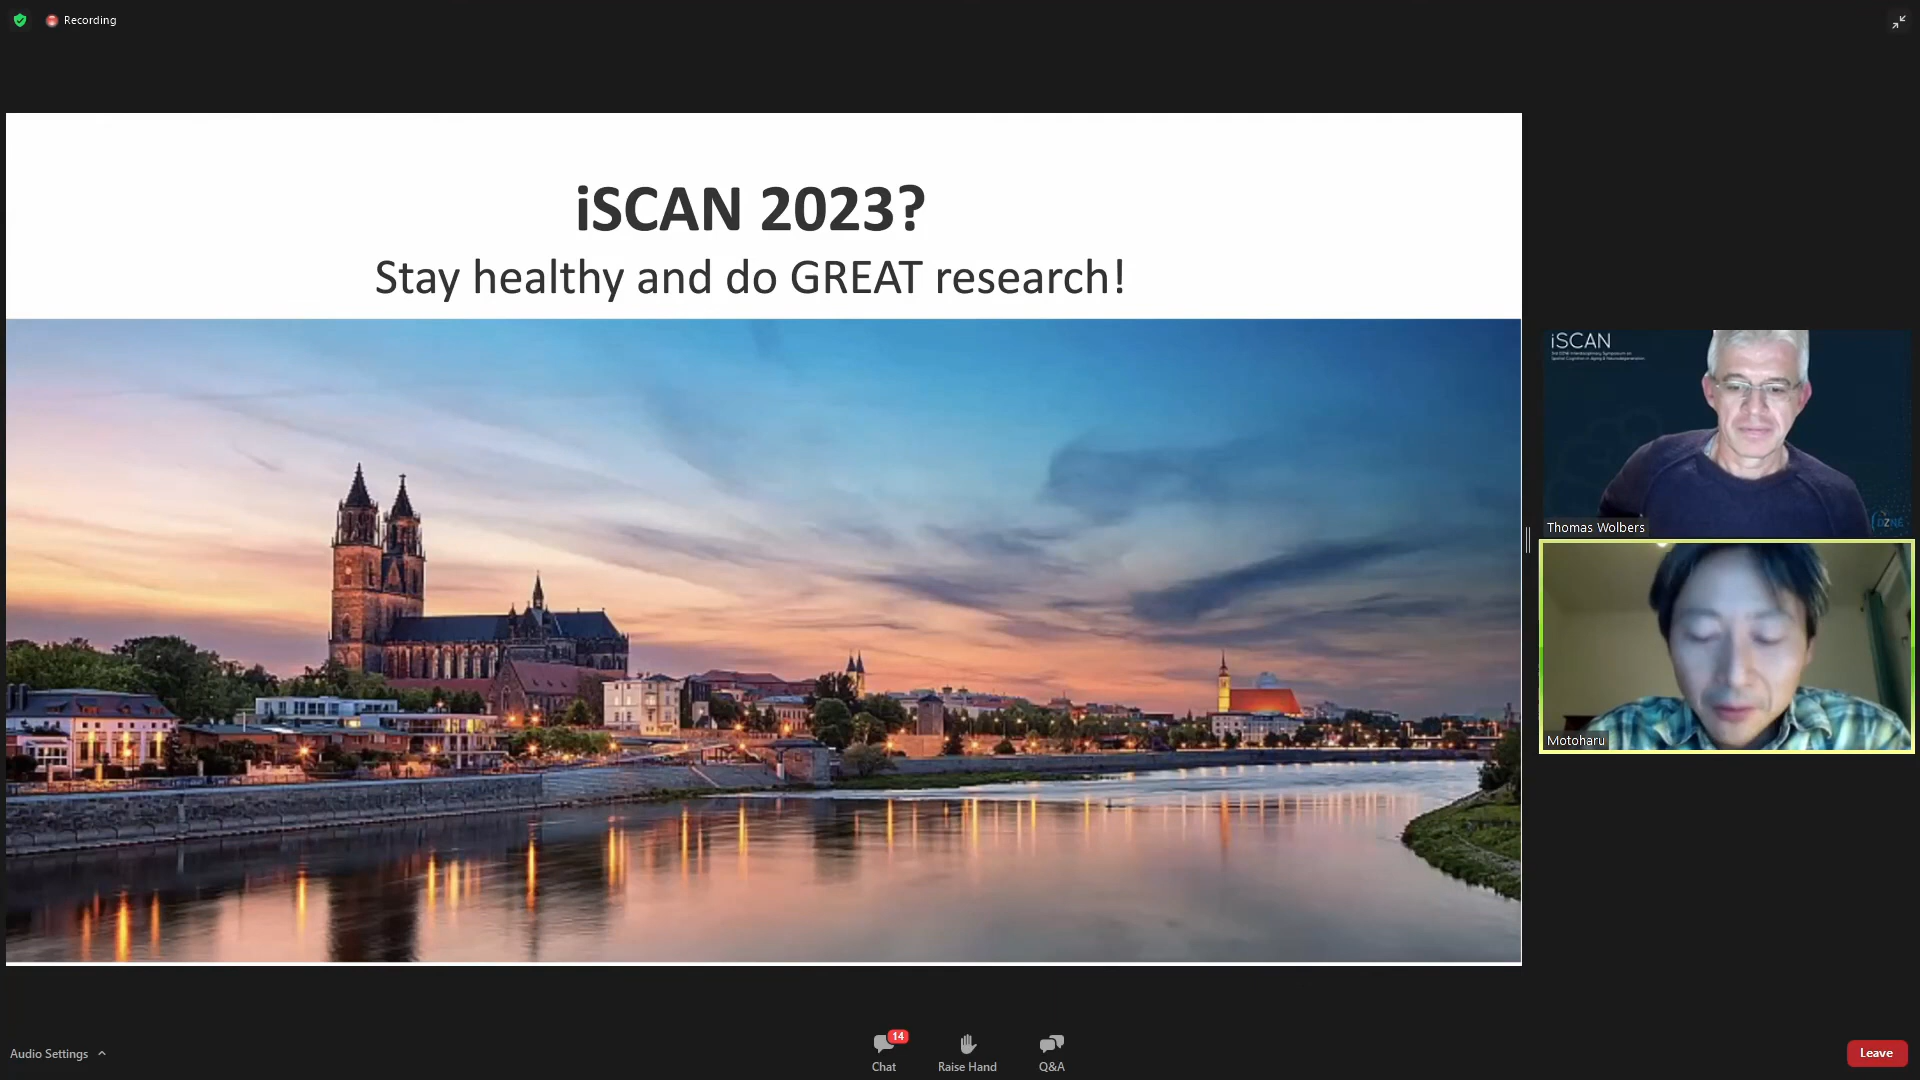 Recording
iSCAN 2023?
Stay healthy and do GREAT research!
iSCAN
Thomas Wolbers
DZNE
Motoharu
Audio Settings
14
Chat
Raise Hand
Q&A
Leave